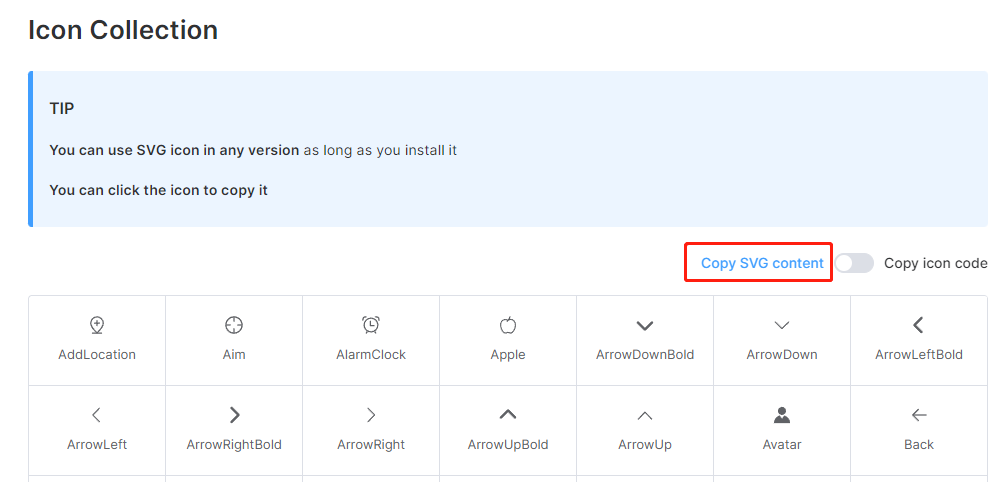 Icon Collection
TIP
You can use SVG icon in any version as long as you install it
You can click the icon to copy it
Copy SVG content Copy icon code
AddLocation Aim AlarmClock Apple ArrowDownBold ArrowDown ArrowLeftBold
ArrowLeft ArrowRightBold ArrowRight ArrowUpBold ArrowUp Avatar Back